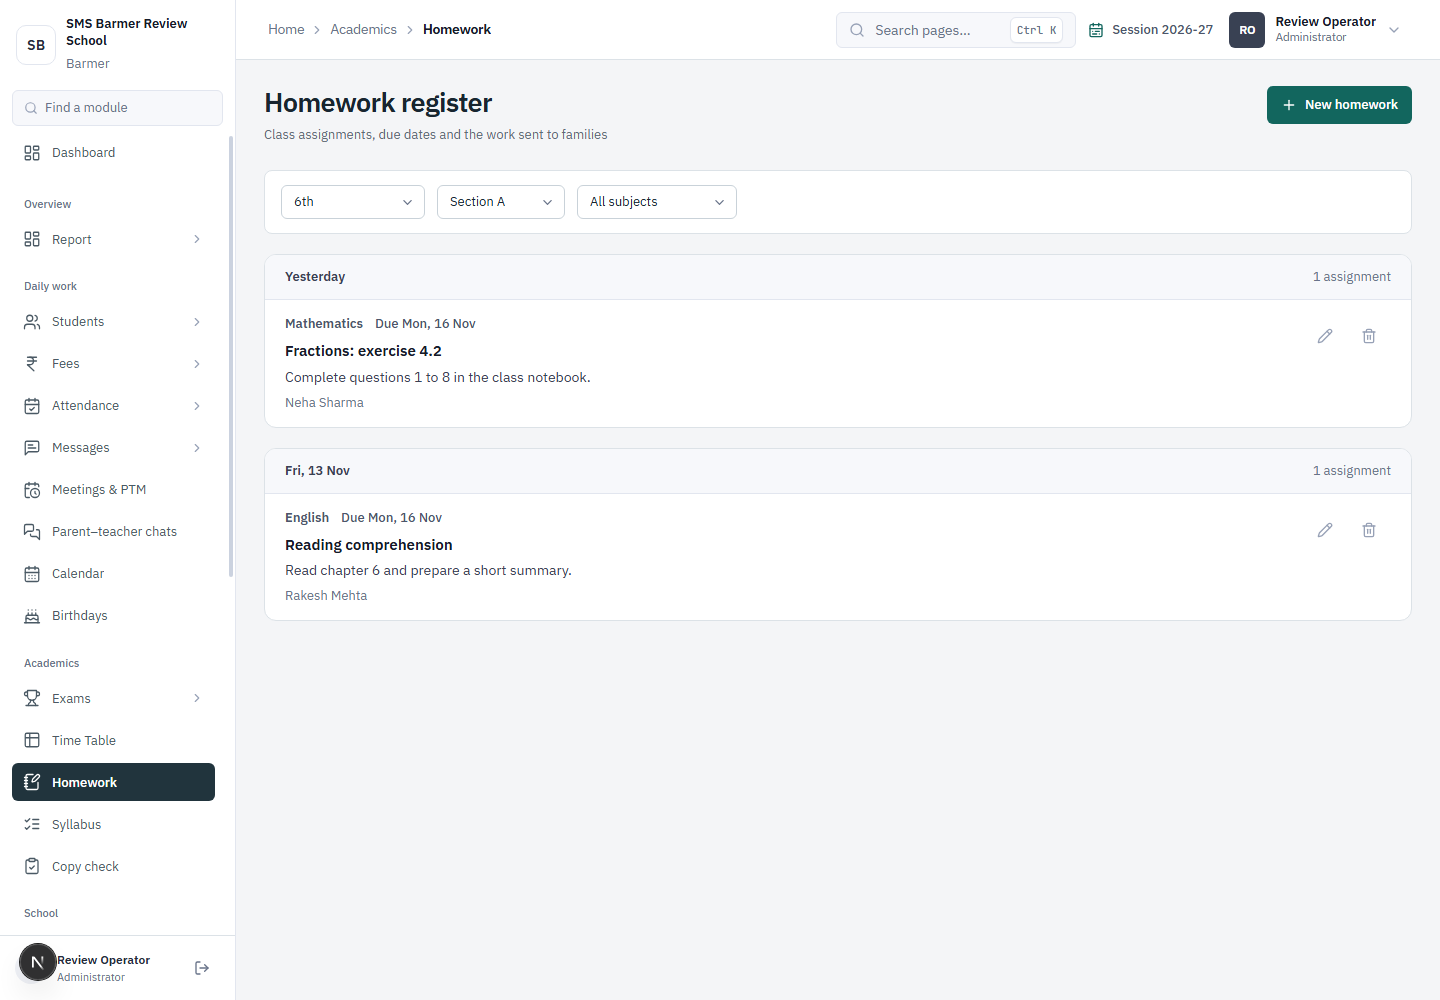 SB
SMS Barmer Review
School
Barmer
Find a module
Dashboard
Overview
Report
Daily work
Students
Fees
Attendance
Messages
Meetings & PTM
Parent–teacher chats
Calendar
Birthdays
Academics
Exams
Time Table
Homework
Syllabus
Copy check
School
N
Review Operator
Administrator
Home
Academics
Homework
Search pages...
Ctrl K
Session 2026-27
RO
Review Operator
Administrator
Homework register
Class assignments, due dates and the work sent to families
New homework
6th
Section A
All subjects
Yesterday
1 assignment
Mathematics Due Mon, 16 Nov
Fractions: exercise 4.2
Complete questions 1 to 8 in the class notebook.
Neha Sharma
Fri, 13 Nov
1 assignment
English Due Mon, 16 Nov
Reading comprehension
Read chapter 6 and prepare a short summary.
Rakesh Mehta